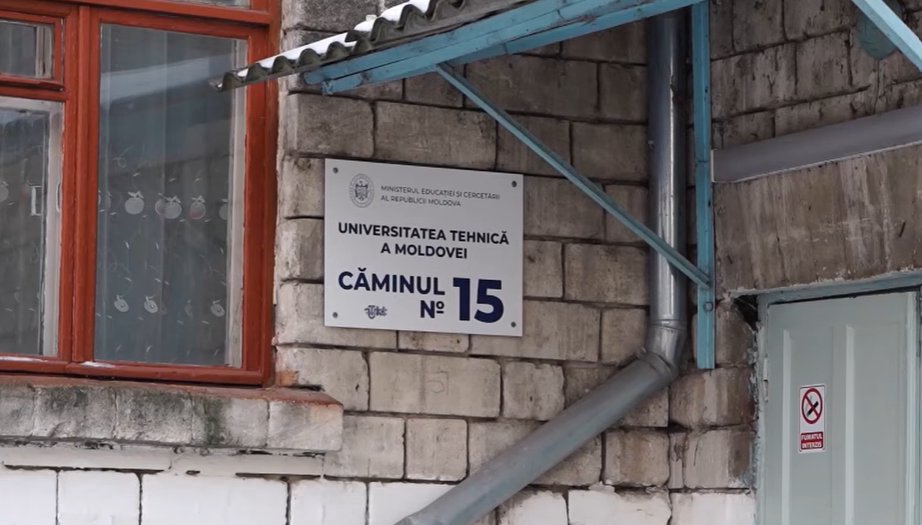 MINISTERUL EDUCAȚIEI ȘI CERCETĂRII
AL REPUBLICII MOLDOVA
UNIVERSITATEA TEHNICĂ
A MOLDOVEI
CĂMINUL
№ 15
FUMATUL
INTERZIS